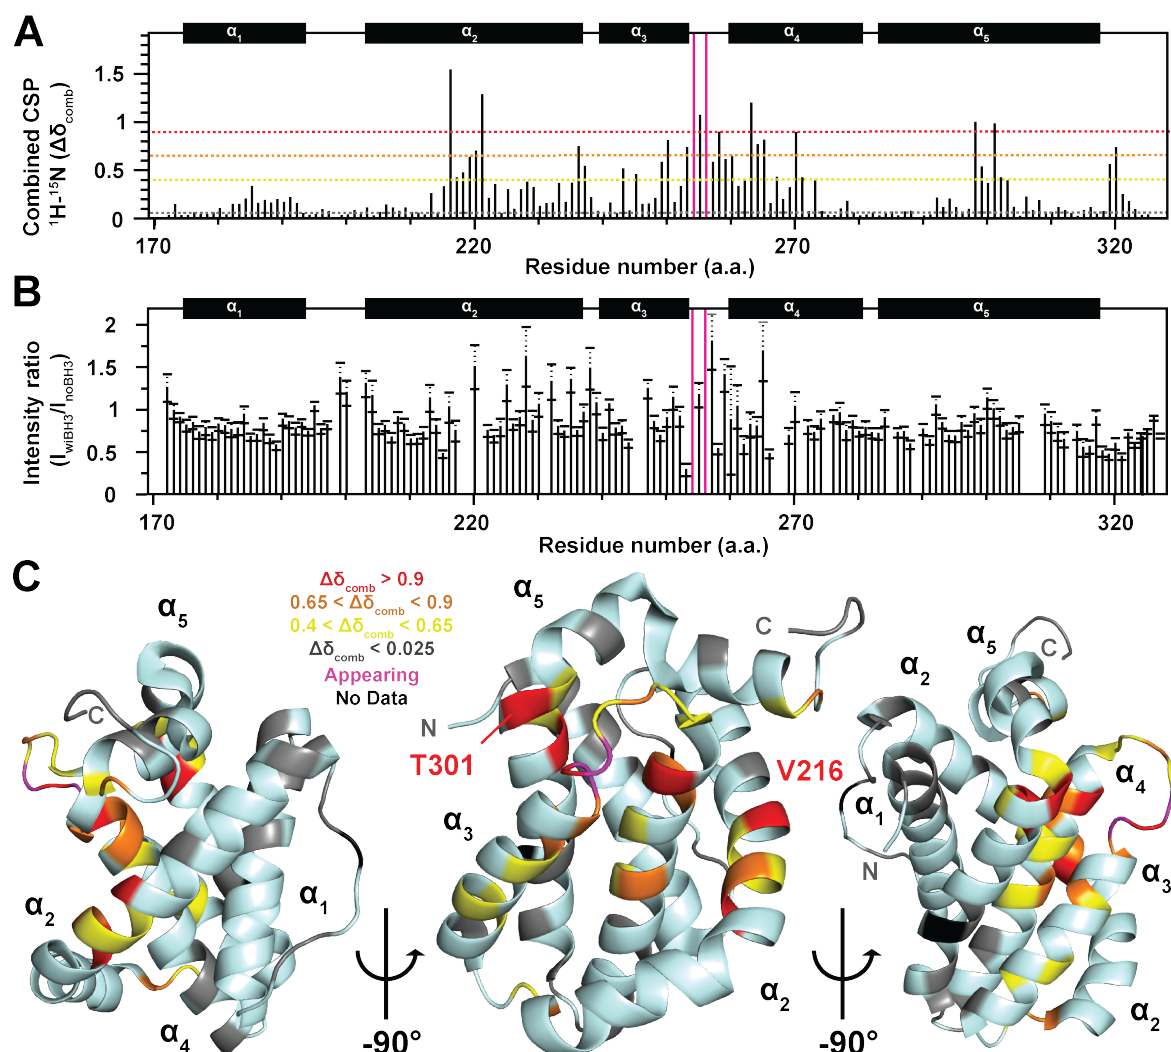 A
α1 α2 α3 α4 α5
Combined CSP
¹H-¹⁵N (Δδcomb)
1.5
1
0.5
0
170 220 270 320
Residue number (a.a.)
B
α1 α2 α3 α4 α5
Intensity ratio
(IwiBH3/InoBH3)
2
1.5
1
0.5
0
170 220 270 320
Residue number (a.a.)
C
Δδcomb > 0.9
0.65 < Δδcomb < 0.9
0.4 < Δδcomb < 0.65
Δδcomb < 0.025
Appearing
No Data
α5
C
α2
α1
α4
-90°
α5
C
N
T301
V216
α3
α2
-90°
α5
C
α2
α4
α1
N
α3
α2